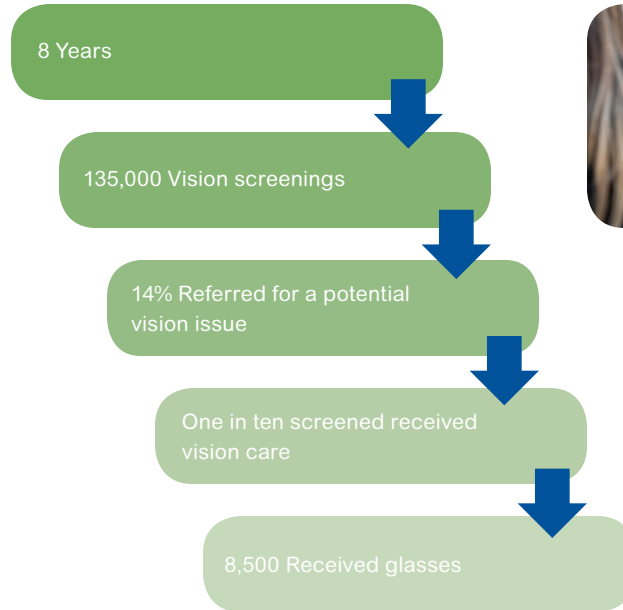 8 Years
135,000 Vision screenings
14% Referred for a potential
vision issue
One in ten screened received
vision care
8,500 Received glasses